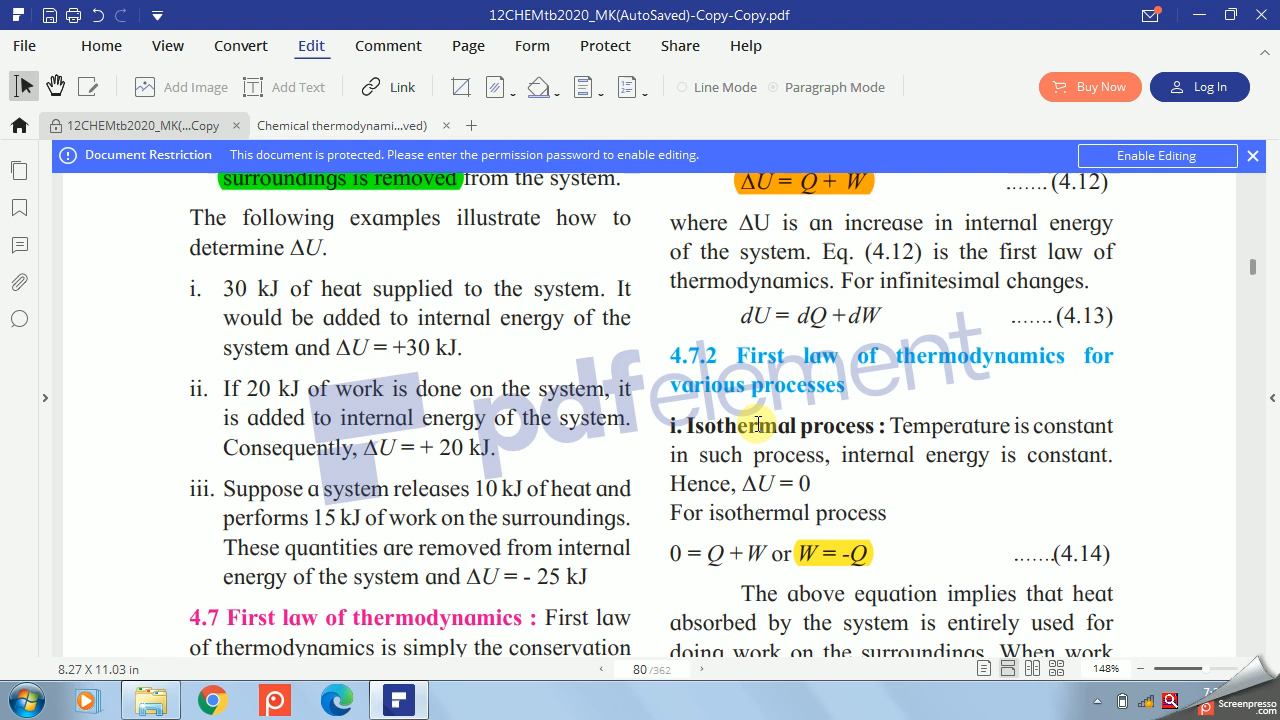 12CHEMtb2020_MK(AutoSaved)-Copy-Copy.pdf
File Home View Convert Edit Comment Page Form Protect Share Help
Add Image Add Text Link Line Mode Paragraph Mode Buy Now Log In
12CHEMtb2020_MK(...Copy × Chemical thermodynami...ved) × +
Document Restriction This document is protected. Please enter the permission password to enable editing. Enable Editing
surroundings is removed from the system.
The following examples illustrate how to
determine ΔU.
i. 30 kJ of heat supplied to the system. It
would be added to internal energy of the
system and ΔU = +30 kJ.
ii. If 20 kJ of work is done on the system, it
is added to internal energy of the system.
Consequently, ΔU = + 20 kJ.
iii. Suppose a system releases 10 kJ of heat and
performs 15 kJ of work on the surroundings.
These quantities are removed from internal
energy of the system and ΔU = - 25 kJ
4.7 First law of thermodynamics : First law
of thermodynamics is simply the conservation
ΔU = Q + W ....... (4.12)
where ΔU is an increase in internal energy
of the system. Eq. (4.12) is the first law of
thermodynamics. For infinitesimal changes.
dU = dQ +dW ....... (4.13)
4.7.2 First law of thermodynamics for
various processes
i. Isothermal process : Temperature is constant
in such process, internal energy is constant.
Hence, ΔU = 0
For isothermal process
0 = Q + W or W = -Q .......(4.14)
The above equation implies that heat
absorbed by the system is entirely used for
doing work on the surroundings. When work
pdfelement
8.27 X 11.03 in 80 /362 148%
Screenpresso
.com